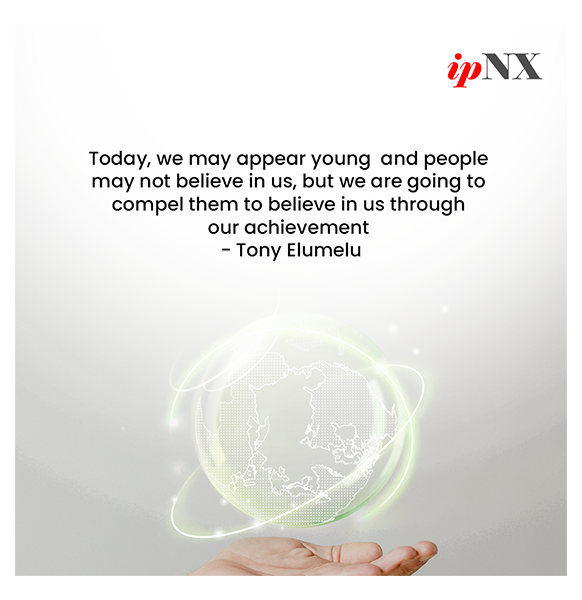 ipNX
Today, we may appear young and people
may not believe in us, but we are going to
compel them to believe in us through
our achievement
- Tony Elumelu